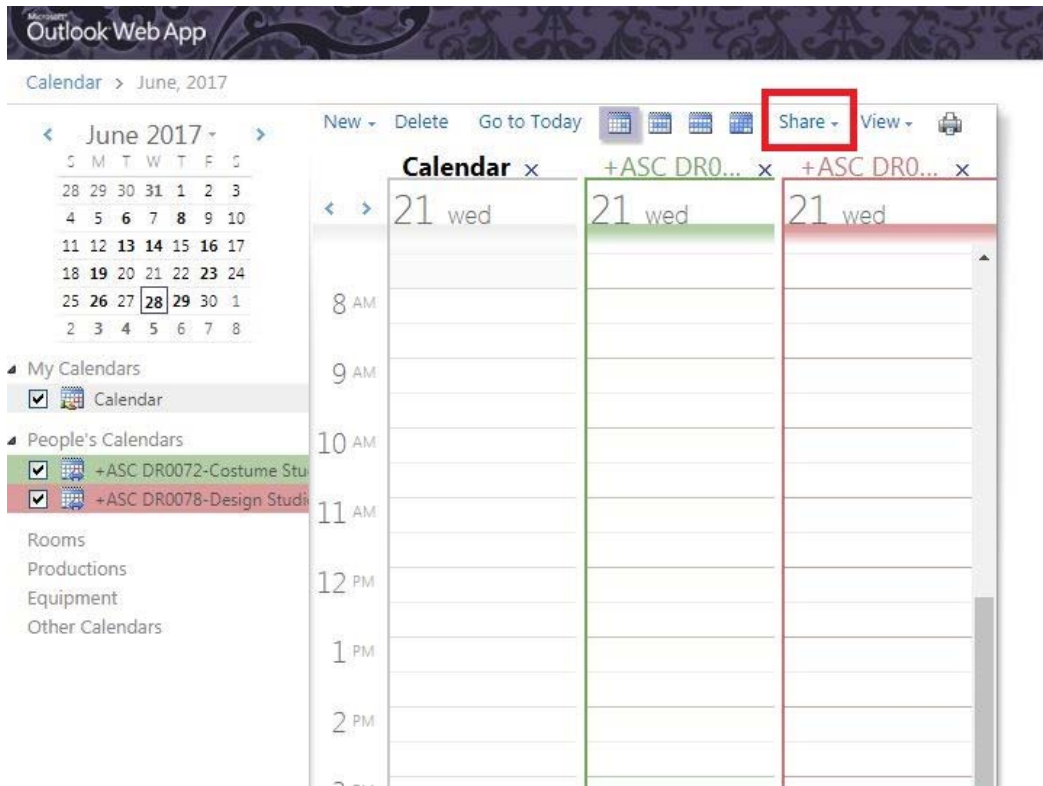 Microsoft
Outlook Web App
Calendar > June, 2017
June 2017
S M T W T F S
28 29 30 31 1 2 3
4 5 6 7 8 9 10
11 12 13 14 15 16 17
18 19 20 21 22 23 24
25 26 27 28 29 30 1
2 3 4 5 6 7 8
My Calendars
Calendar
People's Calendars
+ASC DR0072-Costume Stu
+ASC DR0078-Design Studi
Rooms
Productions
Equipment
Other Calendars
New Delete Go to Today Share View
Calendar x +ASC DR0... x +ASC DR0... x
21 wed 21 wed 21 wed
8 AM
9 AM
10 AM
11 AM
12 PM
1 PM
2 PM